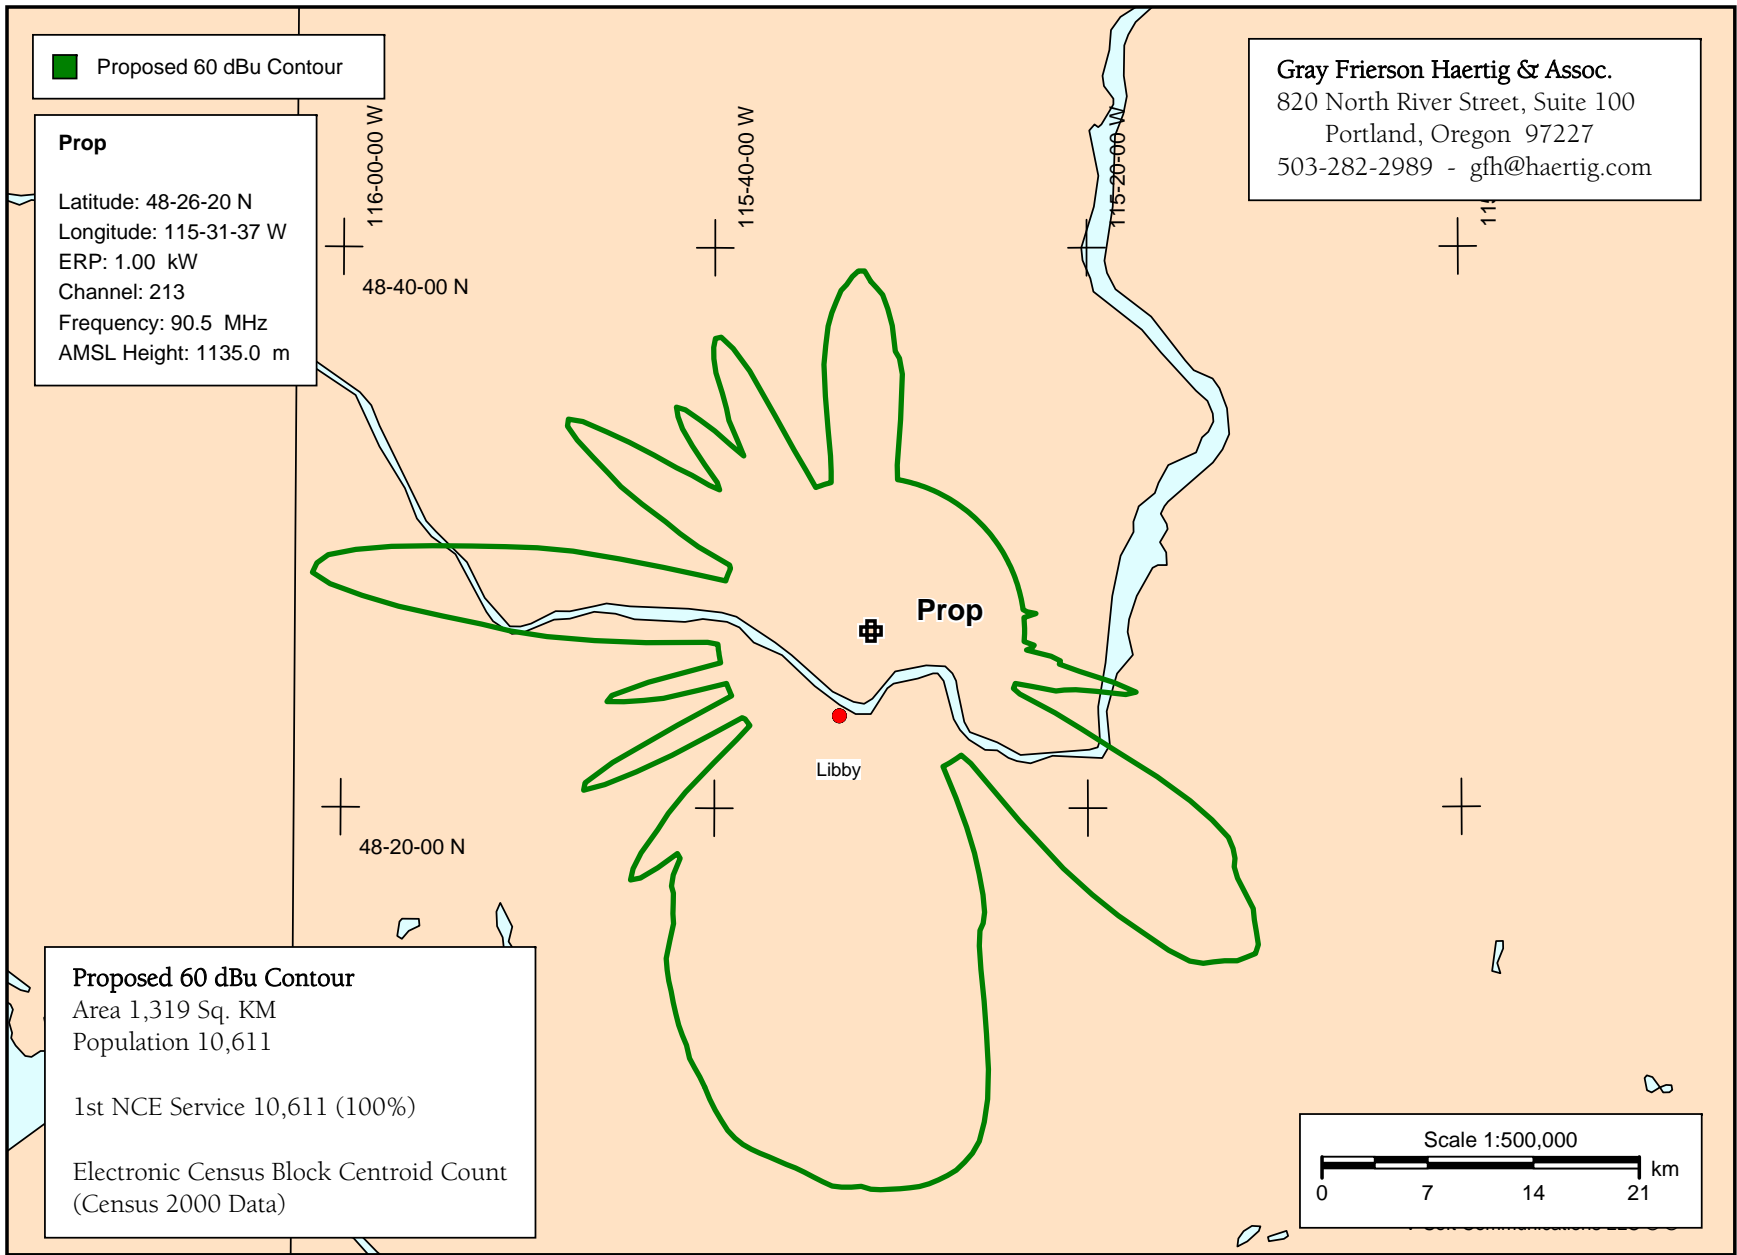 Proposed 60 dBu Contour
Prop
Latitude: 48-26-20 N
Longitude: 115-31-37 W
ERP: 1.00 kW
Channel: 213
Frequency: 90.5 MHz
AMSL Height: 1135.0 m
Gray Frierson Haertig & Assoc.
820 North River Street, Suite 100
Portland, Oregon 97227
503-282-2989 - gfh@haertig.com
116-00-00 W
115-40-00 W
115-20-00 W
48-40-00 N
Prop
Libby
48-20-00 N
Proposed 60 dBu Contour
Area 1,319 Sq. KM
Population 10,611
1st NCE Service 10,611 (100%)
Electronic Census Block Centroid Count
(Census 2000 Data)
Scale 1:500,000
km
0 7 14 21